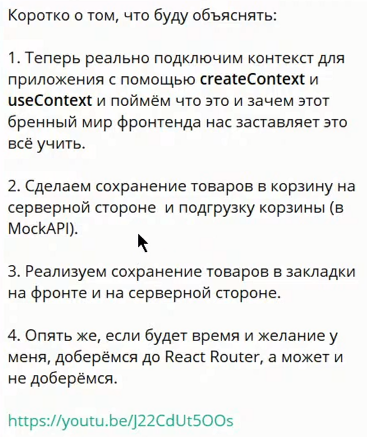 Коротко о том, что буду объяснять:
1. Теперь реально подключим контекст для
приложения с помощью createContext и
useContext и поймём что это и зачем этот
бренный мир фронтенда нас заставляет это
всё учить.
2. Сделаем сохранение товаров в корзину на
серверной стороне и подгрузку корзины (в
MockAPI).
3. Реализуем сохранение товаров в закладки
на фронте и на серверной стороне.
4. Опять же, если будет время и желание у
меня, доберёмся до React Router, а может и
не доберёмся.
https://youtu.be/J22CdUt5OOs